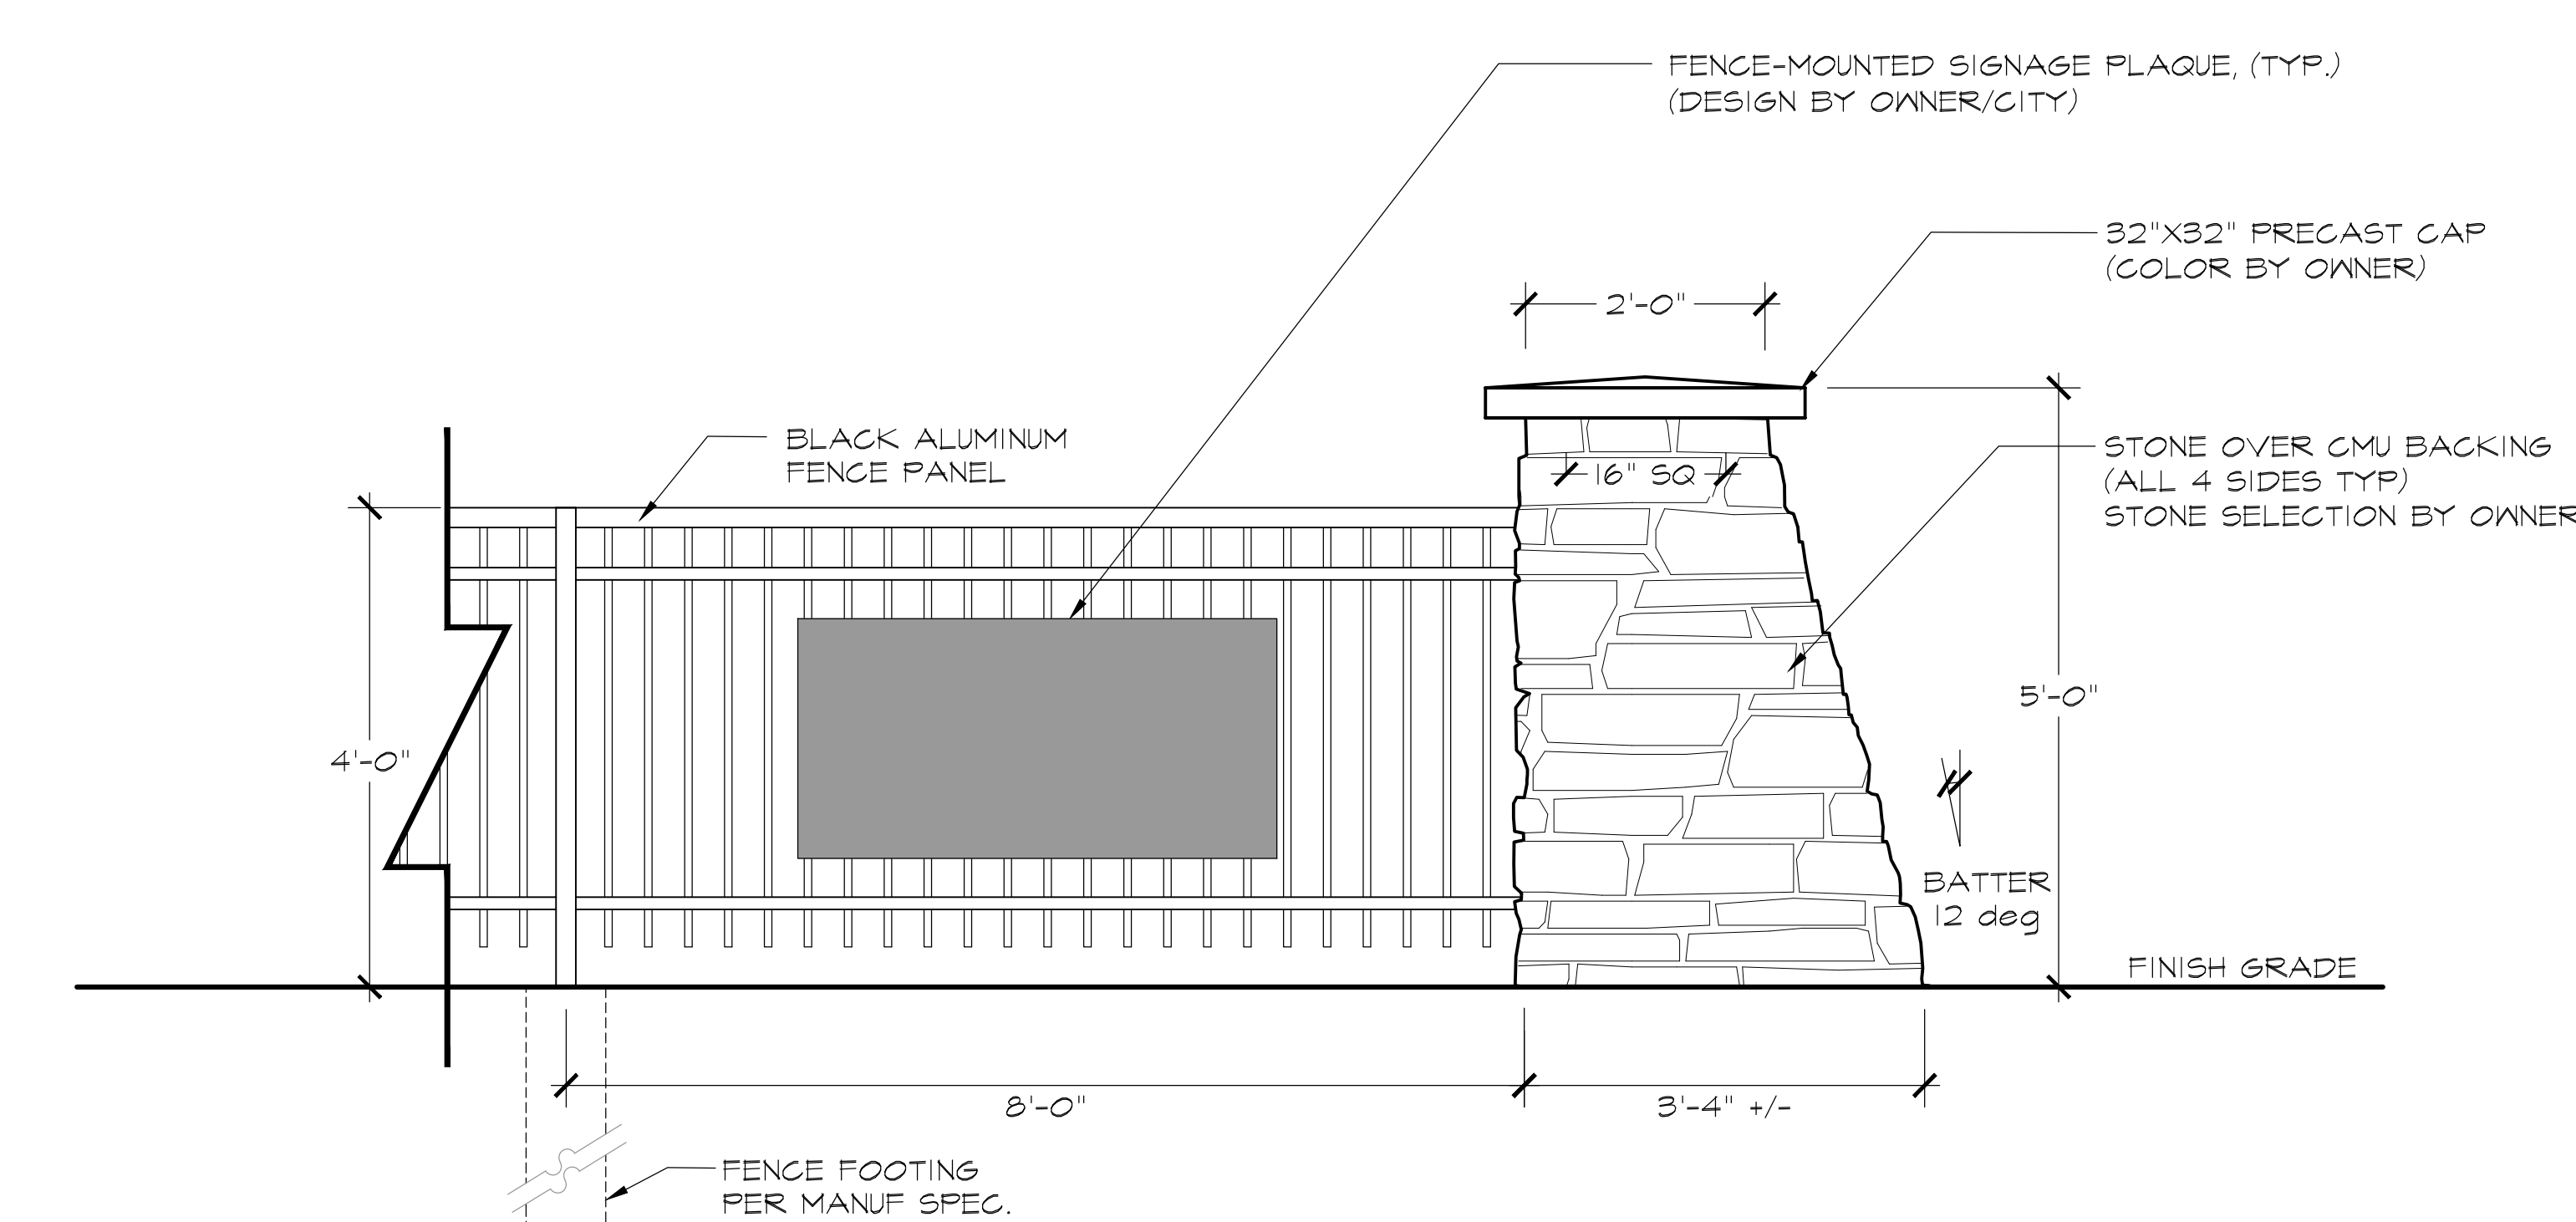 FENCE-MOUNTED SIGNAGE PLAQUE, (TYP.)
(DESIGN BY OWNER/CITY)
32"X32" PRECAST CAP
(COLOR BY OWNER)
2'-0"
BLACK ALUMINUM
FENCE PANEL
16" SQ
STONE OVER CMU BACKING
(ALL 4 SIDES TYP)
STONE SELECTION BY OWNER
5'-0"
4'-0"
BATTER
12 deg
FINISH GRADE
8'-0"
3'-4" +/-
FENCE FOOTING
PER MANUF SPEC.